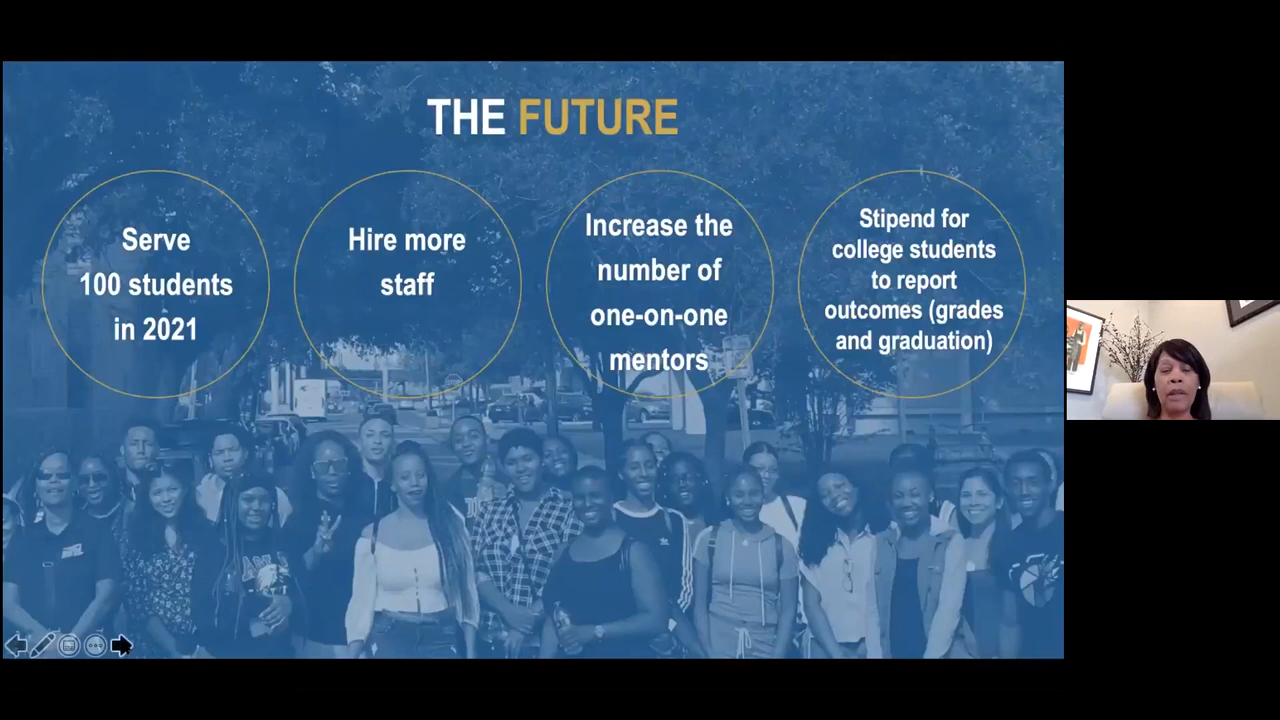 THE FUTURE
Serve
100 students
in 2021
Hire more
staff
Increase the
number of
one-on-one
mentors
Stipend for
college students
to report
outcomes (grades
and graduation)